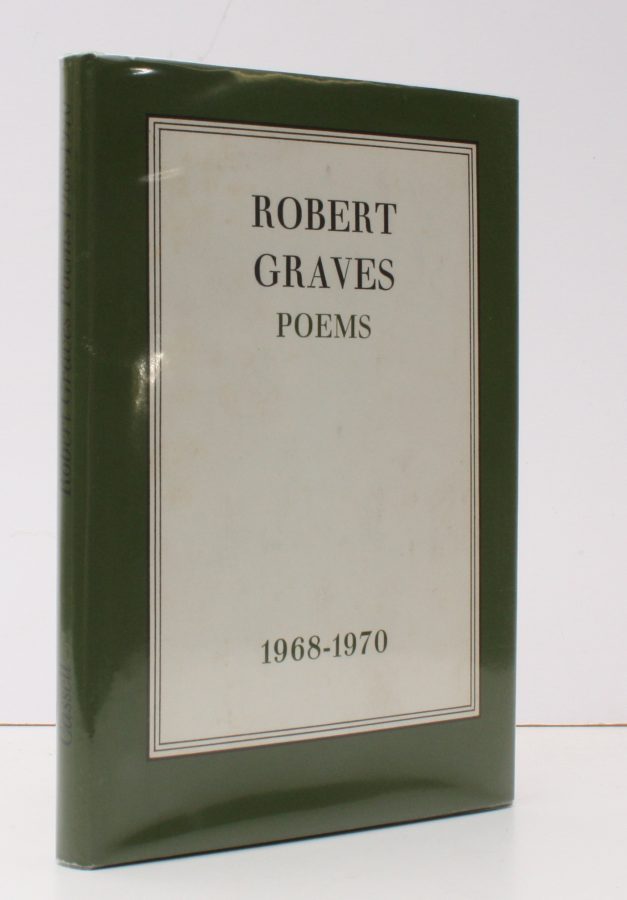 ROBERT
GRAVES
POEMS
1968-1970
Robert Graves Poems 1968-1970
Cassell